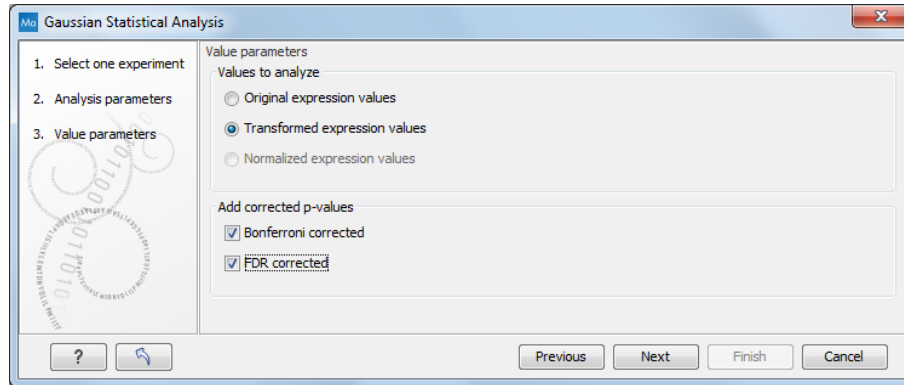 Ma Gaussian Statistical Analysis
x
1. Select one experiment
2. Analysis parameters
3. Value parameters
Value parameters
Values to analyze
Original expression values
Transformed expression values
Normalized expression values
Add corrected p-values
Bonferroni corrected
FDR corrected
?
Previous
Next
Finish
Cancel